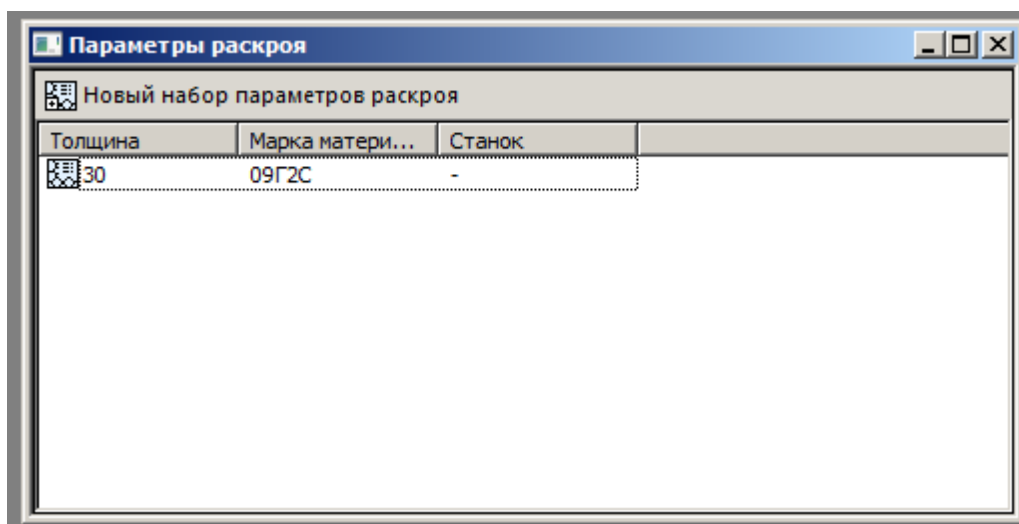 Параметры раскроя
Новый набор параметров раскроя
Толщина Марка матери... Станок
30 09Г2С -